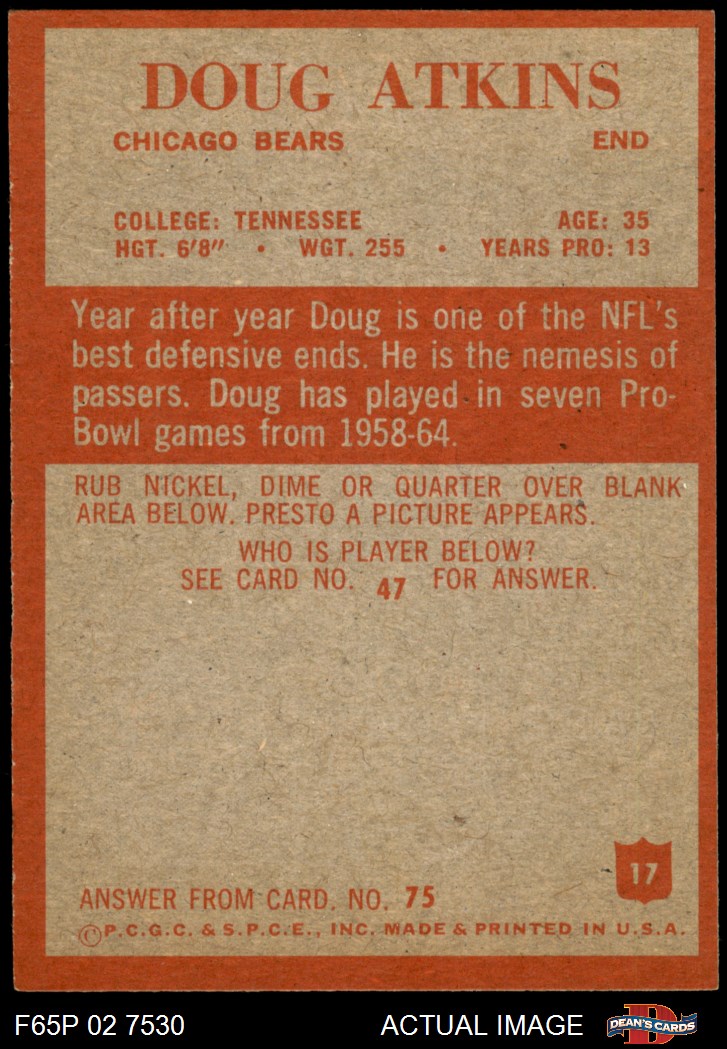 DOUG ATKINS
CHICAGO BEARS END
COLLEGE: TENNESSEE AGE: 35
HGT. 6'8" • WGT. 255 • YEARS PRO: 13
Year after year Doug is one of the NFL's
best defensive ends. He is the nemesis of
passers. Doug has played in seven Pro-
Bowl games from 1958-64.
RUB NICKEL, DIME OR QUARTER OVER BLANK
AREA BELOW. PRESTO A PICTURE APPEARS.
WHO IS PLAYER BELOW?
SEE CARD NO. 47 FOR ANSWER.
17
ANSWER FROM CARD. NO. 75
©P.C.G.C. & S.P.C.E., INC. MADE & PRINTED IN U.S.A.
F65P 02 7530 ACTUAL IMAGE D DEAN'S CARDS